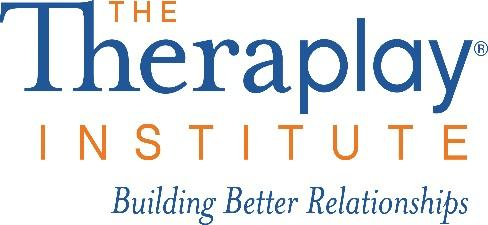 THE
Theraplay®
INSTITUTE
Building Better Relationships